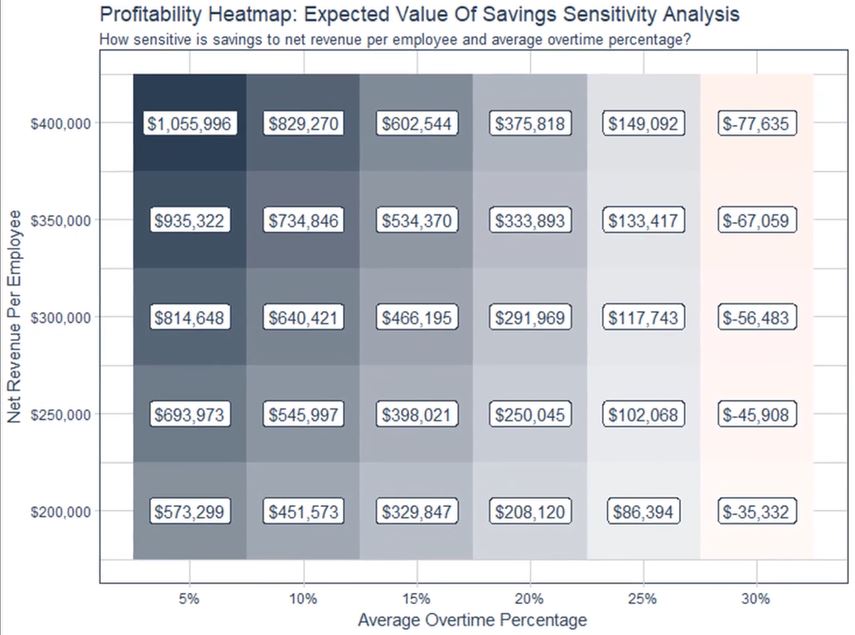 Profitability Heatmap: Expected Value Of Savings Sensitivity Analysis
How sensitive is savings to net revenue per employee and average overtime percentage?
Net Revenue Per Employee
$400,000 $1,055,996 $829,270 $602,544 $375,818 $149,092 $-77,635
$350,000 $935,322 $734,846 $534,370 $333,893 $133,417 $-67,059
$300,000 $814,648 $640,421 $466,195 $291,969 $117,743 $-56,483
$250,000 $693,973 $545,997 $398,021 $250,045 $102,068 $-45,908
$200,000 $573,299 $451,573 $329,847 $208,120 $86,394 $-35,332
5% 10% 15% 20% 25% 30%
Average Overtime Percentage